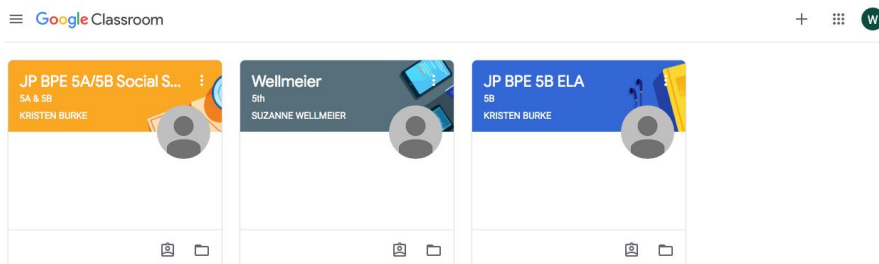 Google Classroom
W
JP BPE 5A/5B Social S...
5A & 5B
KRISTEN BURKE
Wellmeier
5th
SUZANNE WELLMEIER
JP BPE 5B ELA
5B
KRISTEN BURKE